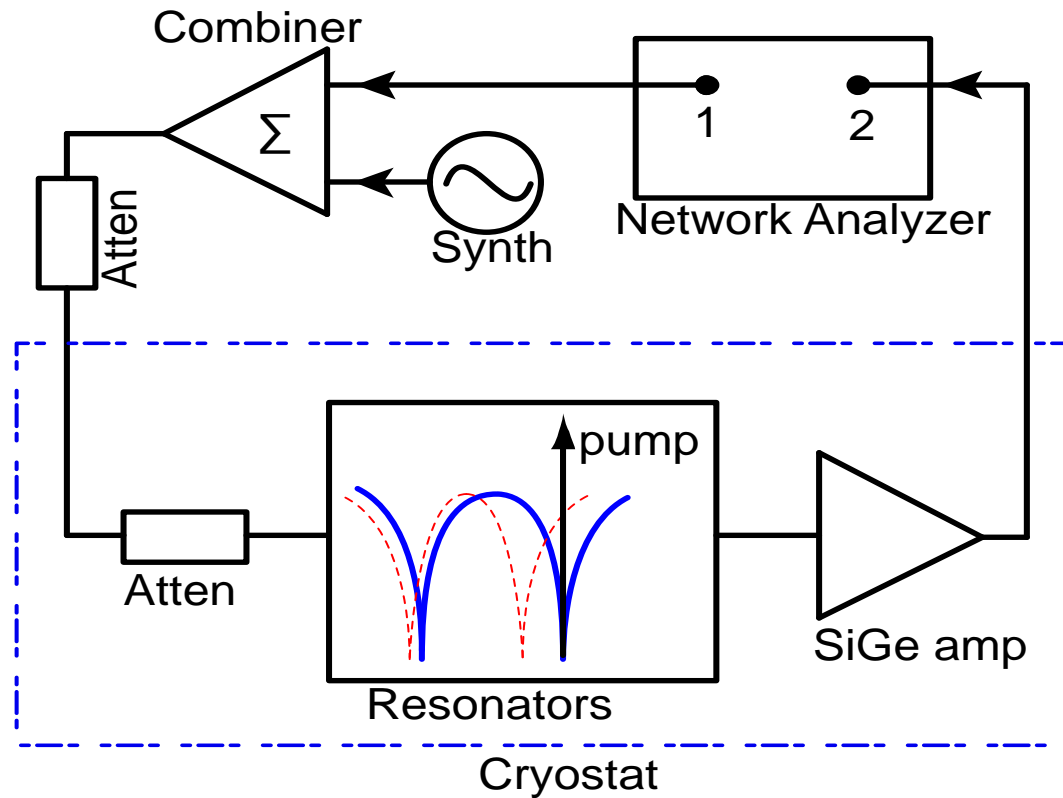 Combiner
Σ
1
2
Network Analyzer
Synth
Atten
pump
Atten
SiGe amp
Resonators
Cryostat